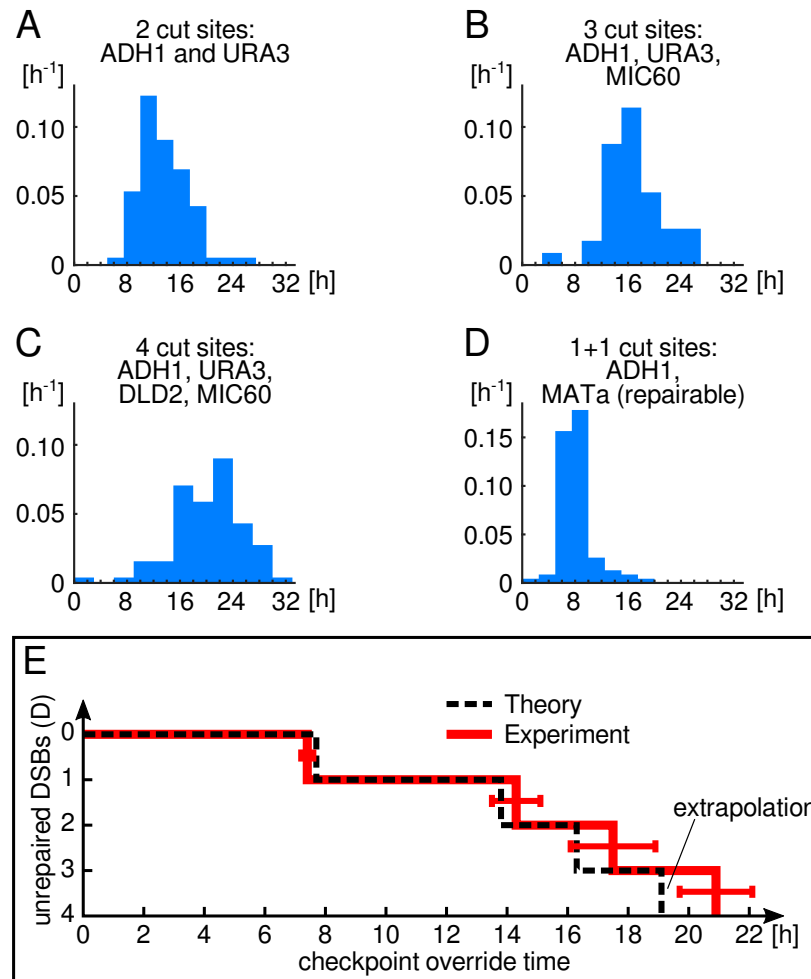 A
2 cut sites:
ADH1 and URA3
[h⁻¹]
0.10
0.05
0
0 8 16 24 32 [h]
B
3 cut sites:
ADH1, URA3,
MIC60
[h⁻¹]
0.10
0.05
0
0 8 16 24 32 [h]
C
4 cut sites:
ADH1, URA3,
DLD2, MIC60
[h⁻¹]
0.10
0.05
0
0 8 16 24 32 [h]
D
1+1 cut sites:
ADH1,
MATa (repairable)
[h⁻¹]
0.15
0.10
0.05
0
0 8 16 24 32 [h]
E
Theory
Experiment
extrapolation
unrepaired DSBs (D)
0
1
2
3
4
0 2 4 6 8 10 12 14 16 18 20 22 [h]
checkpoint override time